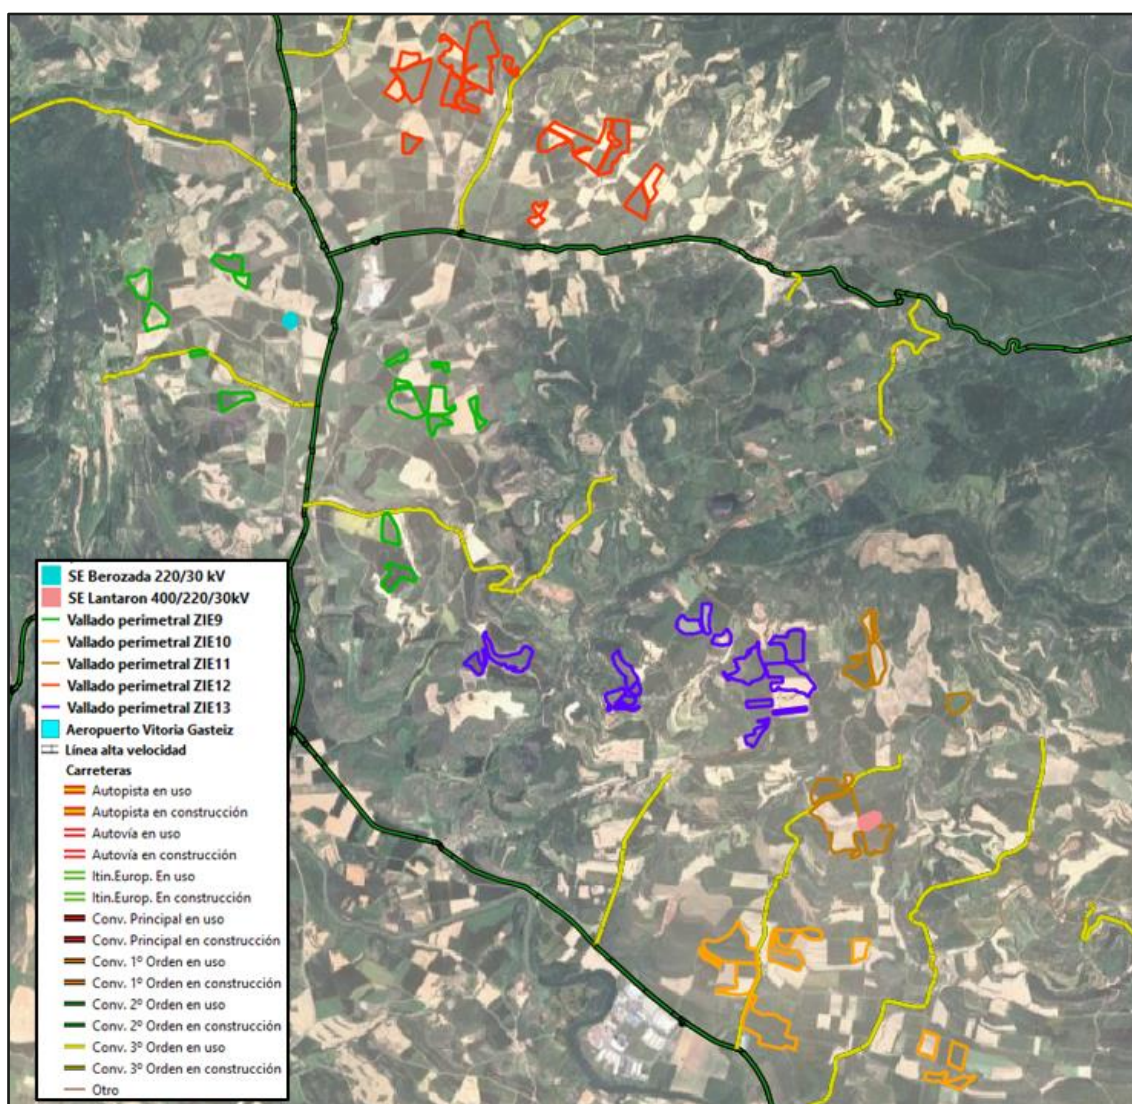 SE Berozada 220/30 kV
SE Lantaron 400/220/30kV
Vallado perimetral ZIE9
Vallado perimetral ZIE10
Vallado perimetral ZIE11
Vallado perimetral ZIE12
Vallado perimetral ZIE13
Aeropuerto Vitoria Gasteiz
Línea alta velocidad
Carreteras
Autopista en uso
Autopista en construcción
Autovía en uso
Autovía en construcción
Itin.Europ. En uso
Itin.Europ. En construcción
Conv. Principal en uso
Conv. Principal en construcción
Conv. 1º Orden en uso
Conv. 1º Orden en construcción
Conv. 2º Orden en uso
Conv. 2º Orden en construcción
Conv. 3º Orden en uso
Conv. 3º Orden en construcción
Otro